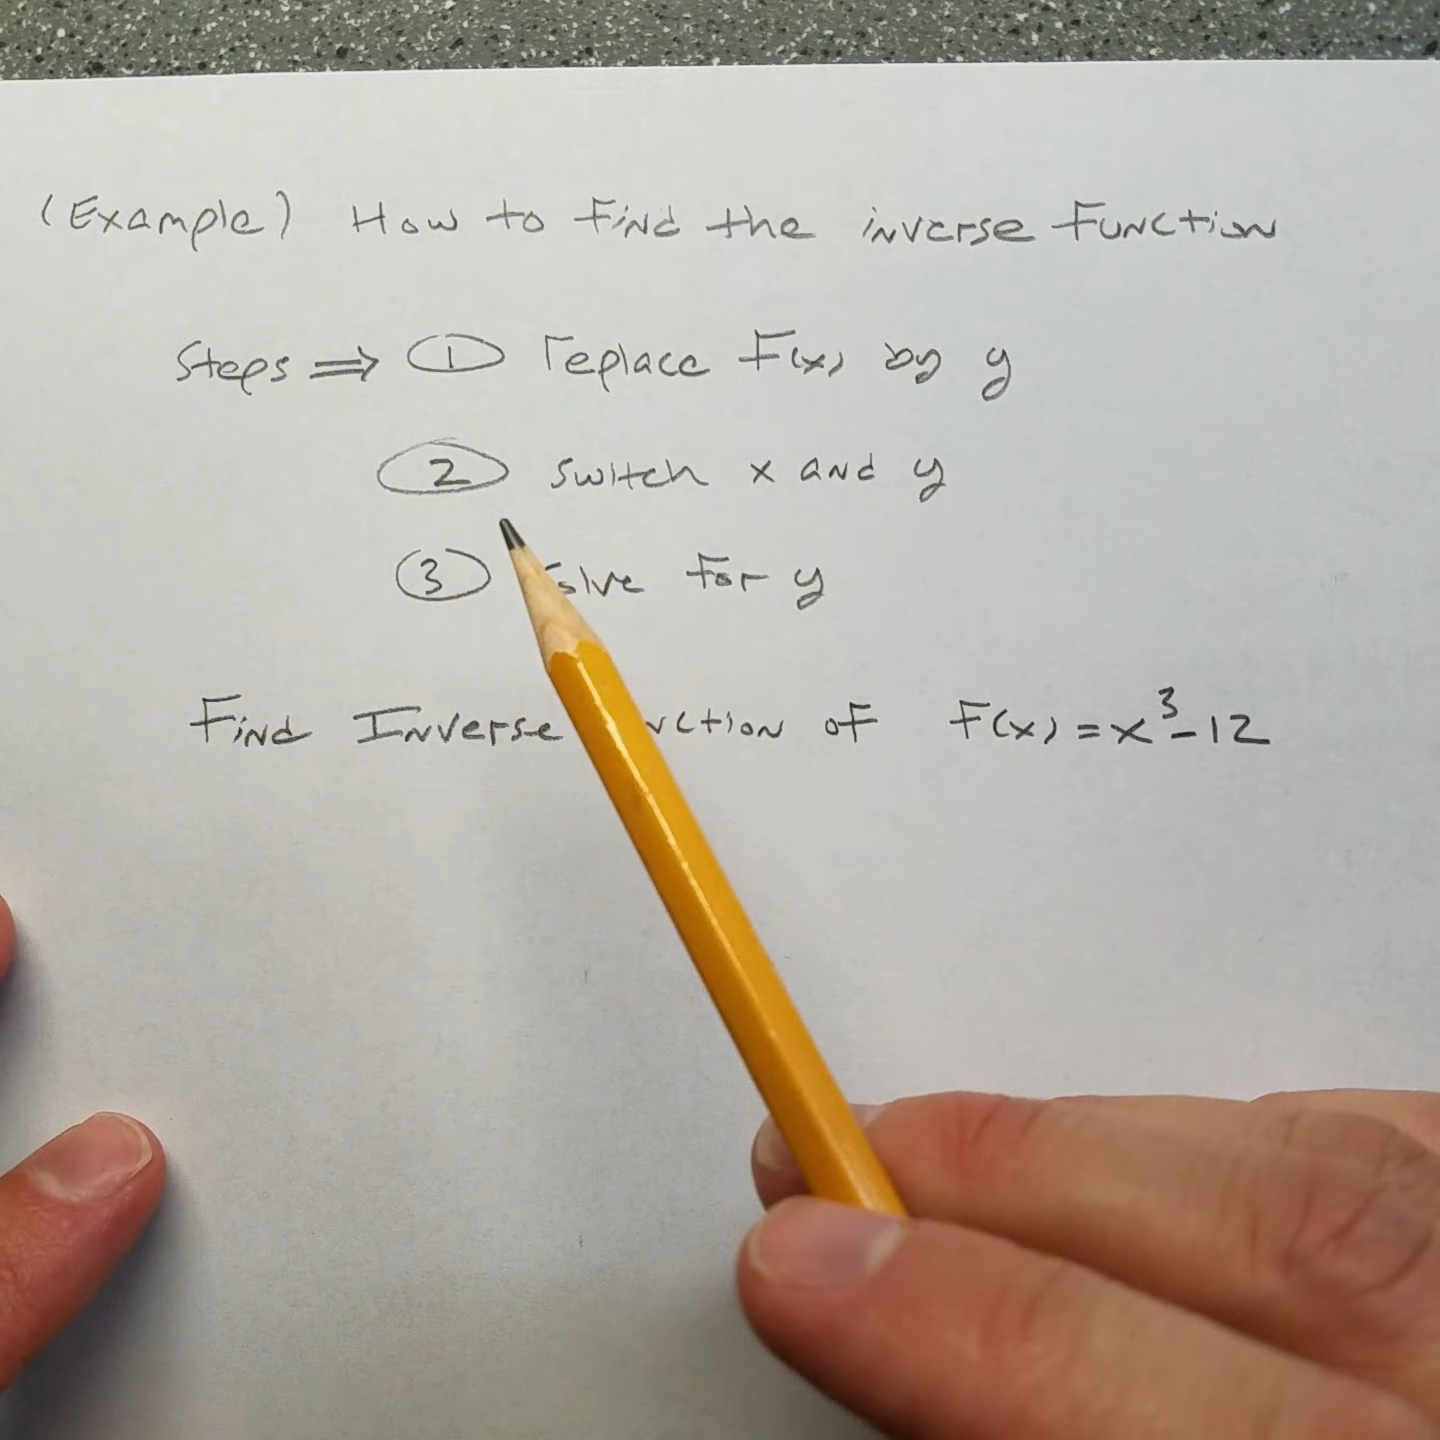 (Example) How to Find the inverse Function
Steps ⇒ ① replace F(x) by y
② switch x and y
③ solve for y
Find Inverse of F(x) = x³-12